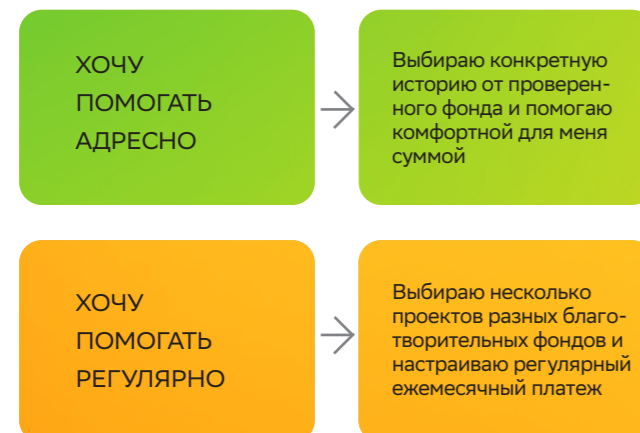 ХОЧУ
ПОМОГАТЬ
АДРЕСНО
Выбираю конкретную
историю от проверен-
ного фонда и помогаю
комфортной для меня
суммой
ХОЧУ
ПОМОГАТЬ
РЕГУЛЯРНО
Выбираю несколько
проектов разных благо-
творительных фондов и
настраиваю регулярный
ежемесячный платеж